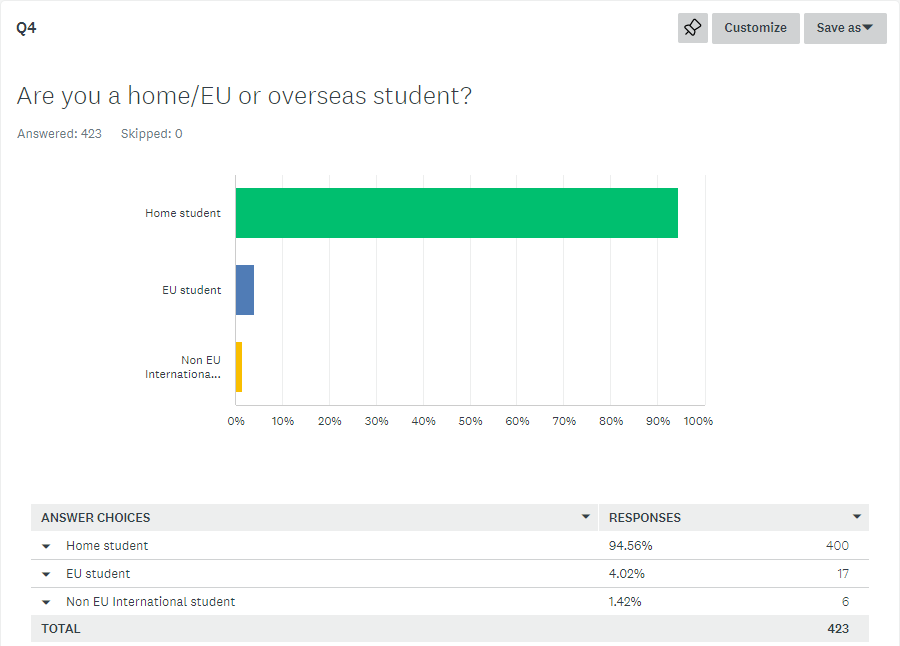 Q4
Customize
Save as
Are you a home/EU or overseas student?
Answered: 423 Skipped: 0
Home student
EU student
Non EU
Internationa...
0% 10% 20% 30% 40% 50% 60% 70% 80% 90% 100%
ANSWER CHOICES RESPONSES
Home student 94.56% 400
EU student 4.02% 17
Non EU International student 1.42% 6
TOTAL 423